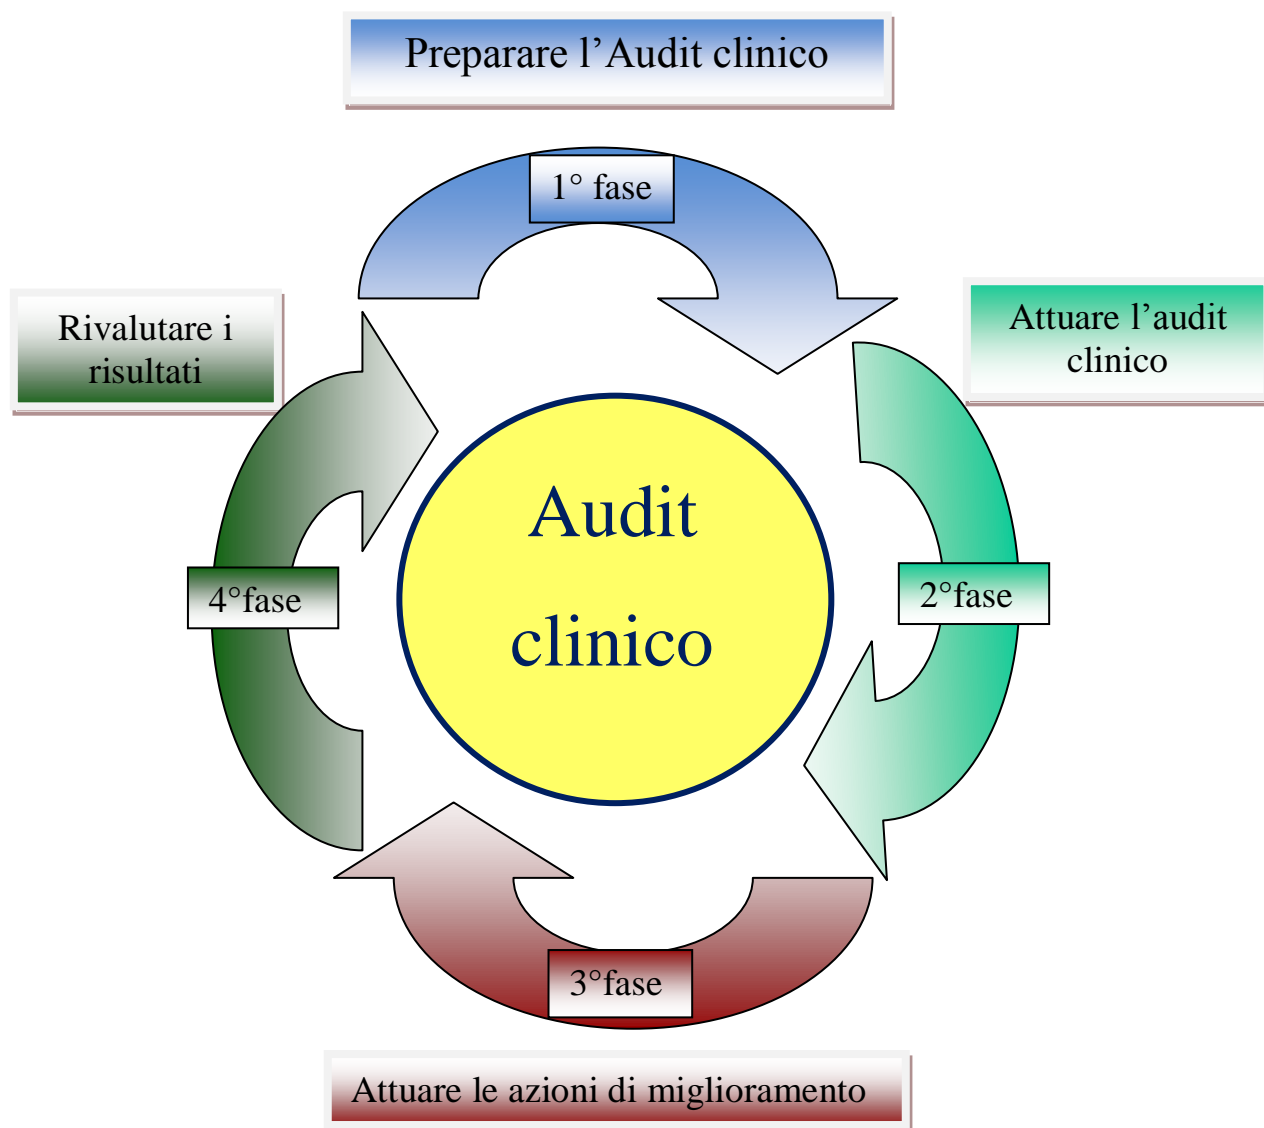 Preparare l’Audit clinico
1° fase
Attuare l’audit
clinico
2°fase
Audit
clinico
3°fase
Attuare le azioni di miglioramento
4°fase
Rivalutare i
risultati